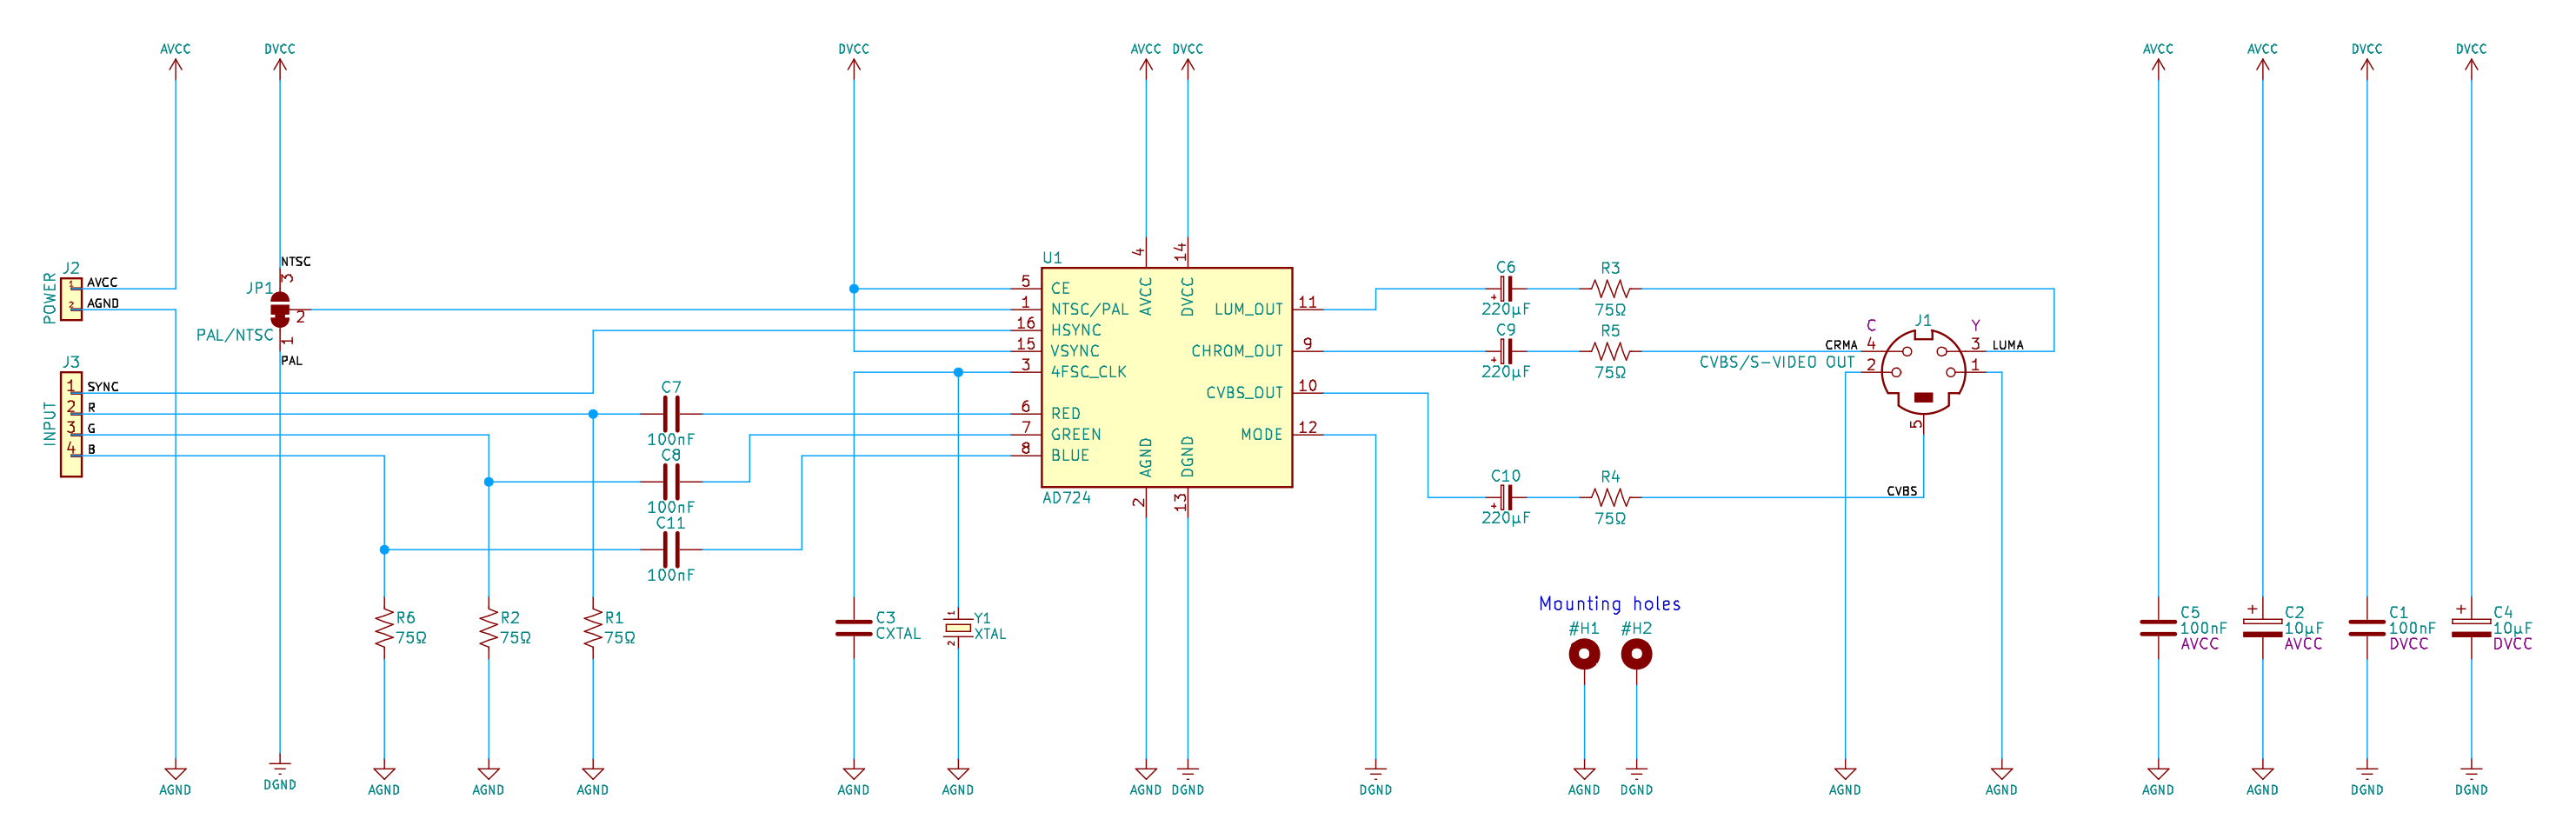 AVCC
DVCC
DVCC
AVCC DVCC
AVCC
AVCC
DVCC
DVCC
J2
POWER
1 AVCC
2 AGND
NTSC
3
JP1
2
PAL/NTSC
1
PAL
J3
INPUT
1 SYNC
2 R
3 G
4 B
C7
100nF
C8
100nF
C11
100nF
R6
75Ω
R2
75Ω
R1
75Ω
C3
CXTAL
1
Y1
XTAL
2
U1
AD724
5 CE
1 NTSC/PAL
16 HSYNC
15 VSYNC
3 4FSC_CLK
6 RED
7 GREEN
8 BLUE
4 AVCC
14 DVCC
AGND 2
DGND 13
LUM_OUT 11
CHROM_OUT 9
CVBS_OUT 10
MODE 12
C6
+
220µF
R3
75Ω
C9
+
220µF
R5
75Ω
C10
+
220µF
R4
75Ω
J1
C
Y
CRMA 4
3 LUMA
CVBS/S-VIDEO OUT
2
1
5
CVBS
Mounting holes
#H1
#H2
C5
100nF
AVCC
+
C2
10µF
AVCC
C1
100nF
DVCC
+
C4
10µF
DVCC
AGND
DGND
AGND
AGND
AGND
AGND
AGND
AGND DGND
DGND
AGND
DGND
AGND
AGND
AGND
AGND
DGND
DGND